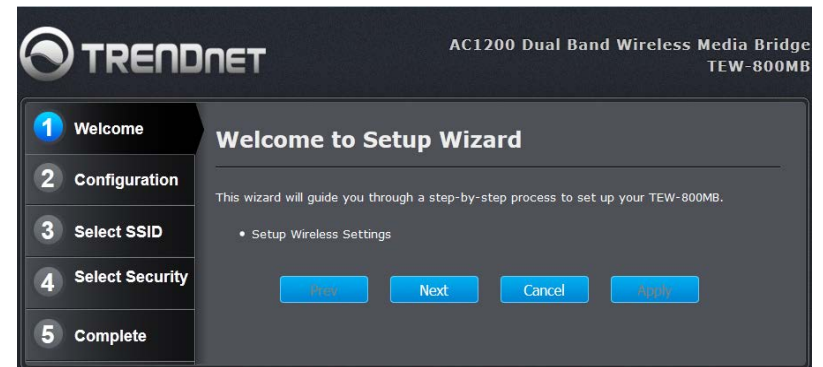 TRENDNET
AC1200 Dual Band Wireless Media Bridge
TEW-800MB
1 Welcome
2 Configuration
3 Select SSID
4 Select Security
5 Complete
Welcome to Setup Wizard
This wizard will guide you through a step-by-step process to set up your TEW-800MB.
• Setup Wireless Settings
Prev Next Cancel Apply